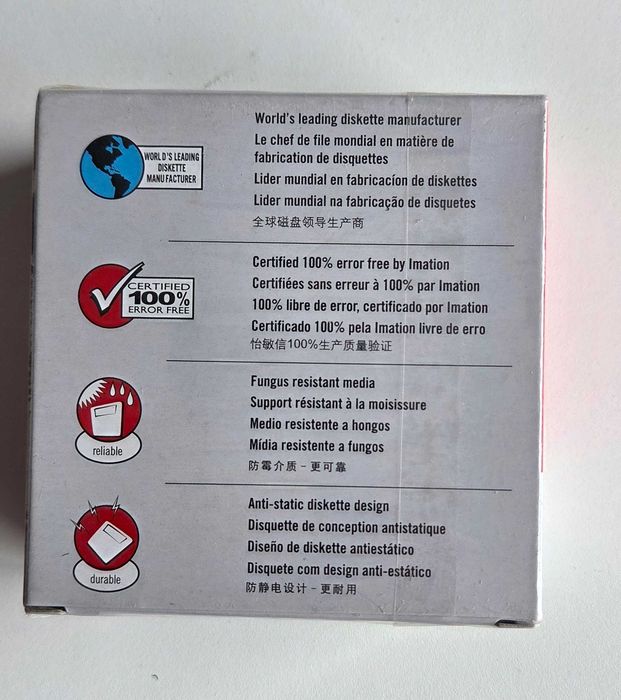 WORLD'S LEADING
DISKETTE
MANUFACTURER
World's leading diskette manufacturer
Le chef de file mondial en matière de
fabrication de disquettes
Lider mundial en fabricacíon de diskettes
Lider mundial na fabricação de disquetes
全球磁盘领导生产商
CERTIFIED
100%
ERROR FREE
Certified 100% error free by Imation
Certifiées sans erreur à 100% par Imation
100% libre de error, certificado por Imation
Certificado 100% pela Imation livre de erro
怡敏信100%生产质量验证
reliable
Fungus resistant media
Support résistant à la moisissure
Medio resistente a hongos
Mídia resistente a fungos
防霉介质 - 更可靠
durable
Anti-static diskette design
Disquette de conception antistatique
Diseño de diskette antiestático
Disquete com design anti-estático
防静电设计 - 更耐用